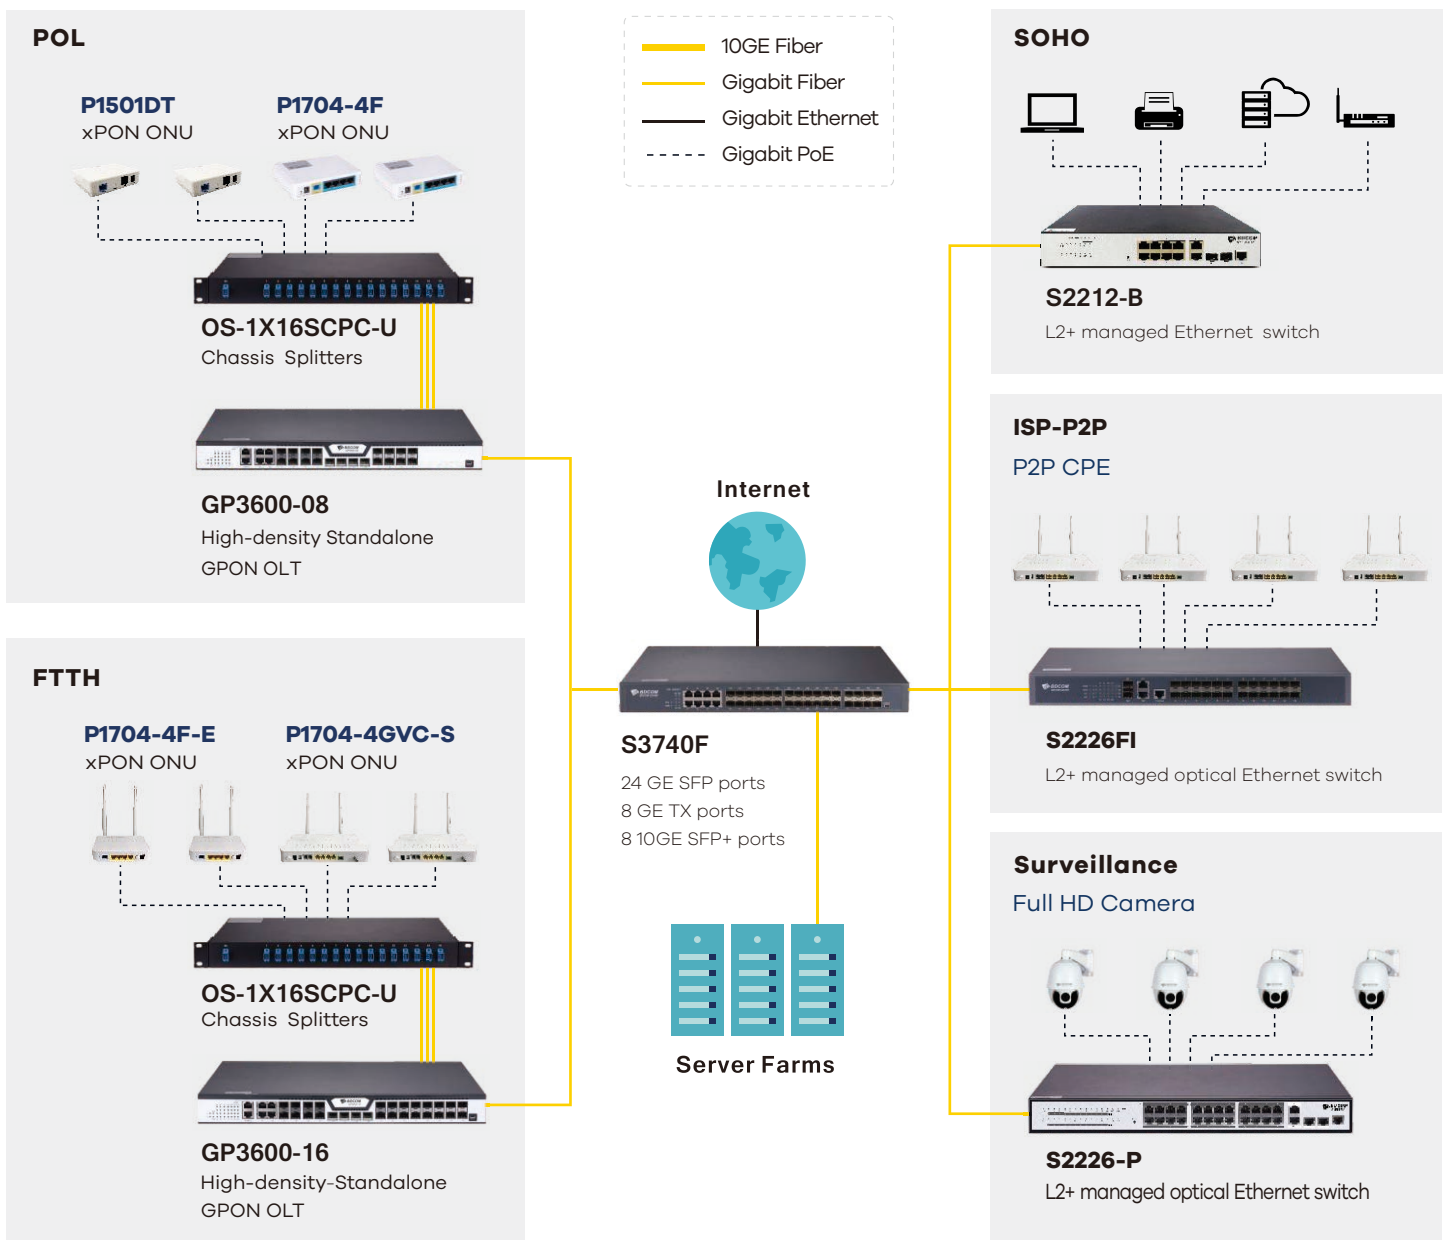 POL
P1501DT
xPON ONU
P1704-4F
xPON ONU
OS-1X16SCPC-U
Chassis Splitters
GP3600-08
High-density Standalone
GPON OLT
FTTH
P1704-4F-E
xPON ONU
P1704-4GVC-S
xPON ONU
OS-1X16SCPC-U
Chassis Splitters
GP3600-16
High-density-Standalone
GPON OLT
10GE Fiber
Gigabit Fiber
Gigabit Ethernet
Gigabit PoE
Internet
BDCOM
S3740F
24 GE SFP ports
8 GE TX ports
8 10GE SFP+ ports
Server Farms
SOHO
BDCOM
S2212-B
L2+ managed Ethernet switch
ISP-P2P
P2P CPE
BDCOM
S2226FI
L2+ managed optical Ethernet switch
Surveillance
Full HD Camera
S2226-P
L2+ managed optical Ethernet switch